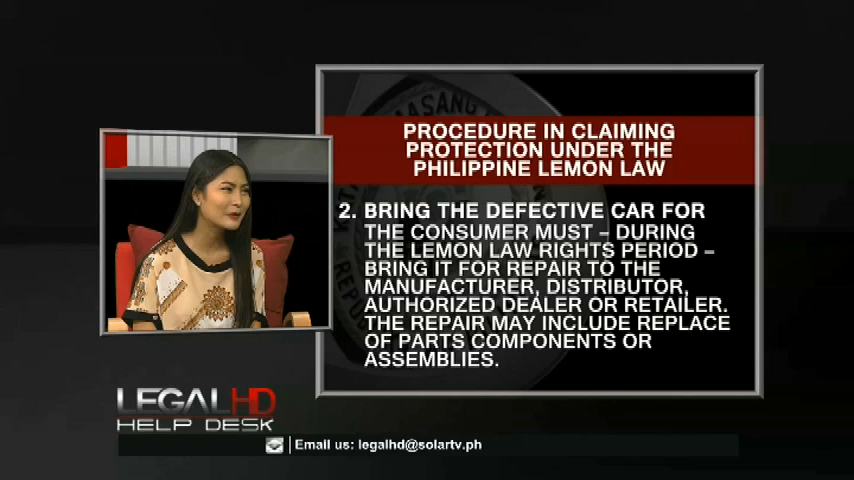 PROCEDURE IN CLAIMING
PROTECTION UNDER THE
PHILIPPINE LEMON LAW
2. BRING THE DEFECTIVE CAR FOR
THE CONSUMER MUST – DURING
THE LEMON LAW RIGHTS PERIOD –
BRING IT FOR REPAIR TO THE
MANUFACTURER, DISTRIBUTOR,
AUTHORIZED DEALER OR RETAILER.
THE REPAIR MAY INCLUDE REPLACE
OF PARTS COMPONENTS OR
ASSEMBLIES.
LEGALHD
HELP DESK
Email us: legalhd@solartv.ph